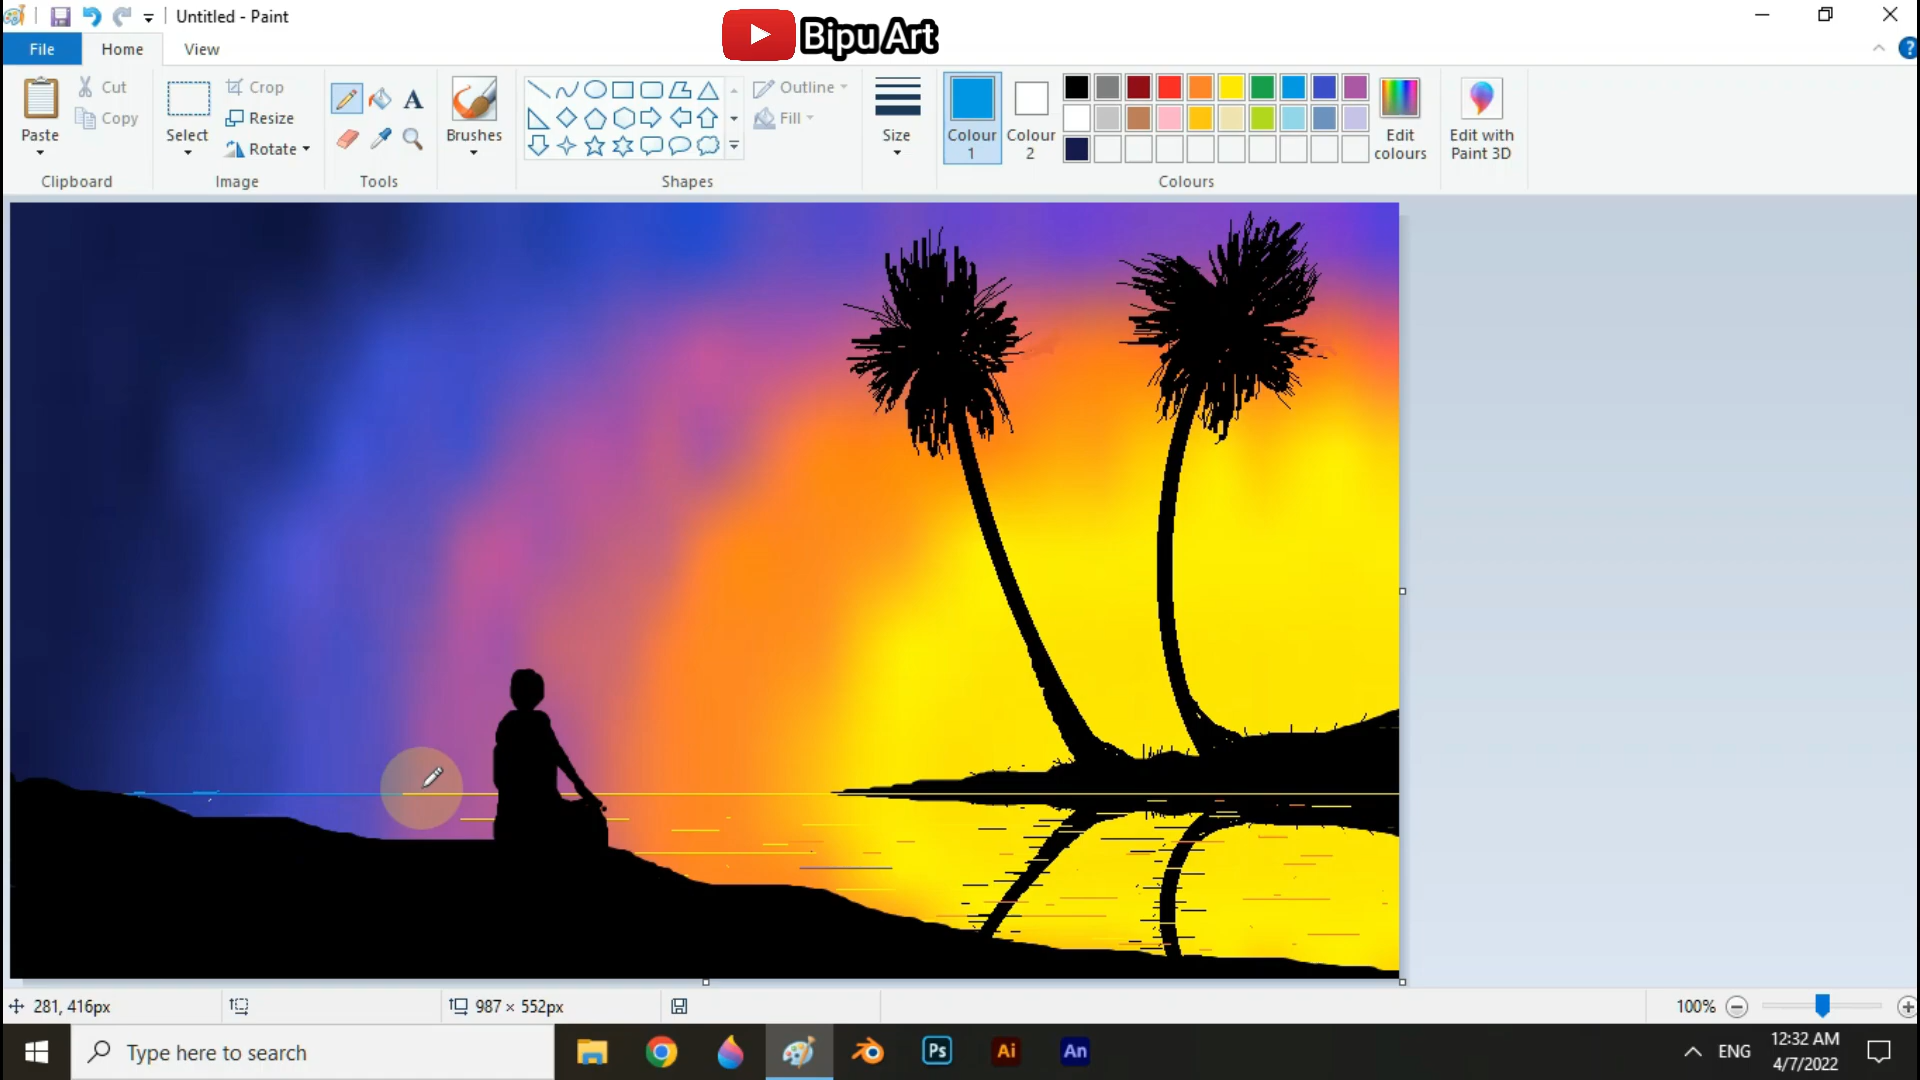 Untitled - Paint
Bipu Art
File Home View
Paste
Cut
Copy
Clipboard
Select
Crop
Resize
Rotate
Image
A
Tools
Brushes
Shapes
Outline
Fill
Size
Colour 1
Colour 2
Colours
Edit colours
Edit with Paint 3D
?
281, 416px
987 × 552px
100%
Type here to search
Ps
Ai
An
ENG
12:32 AM
4/7/2022